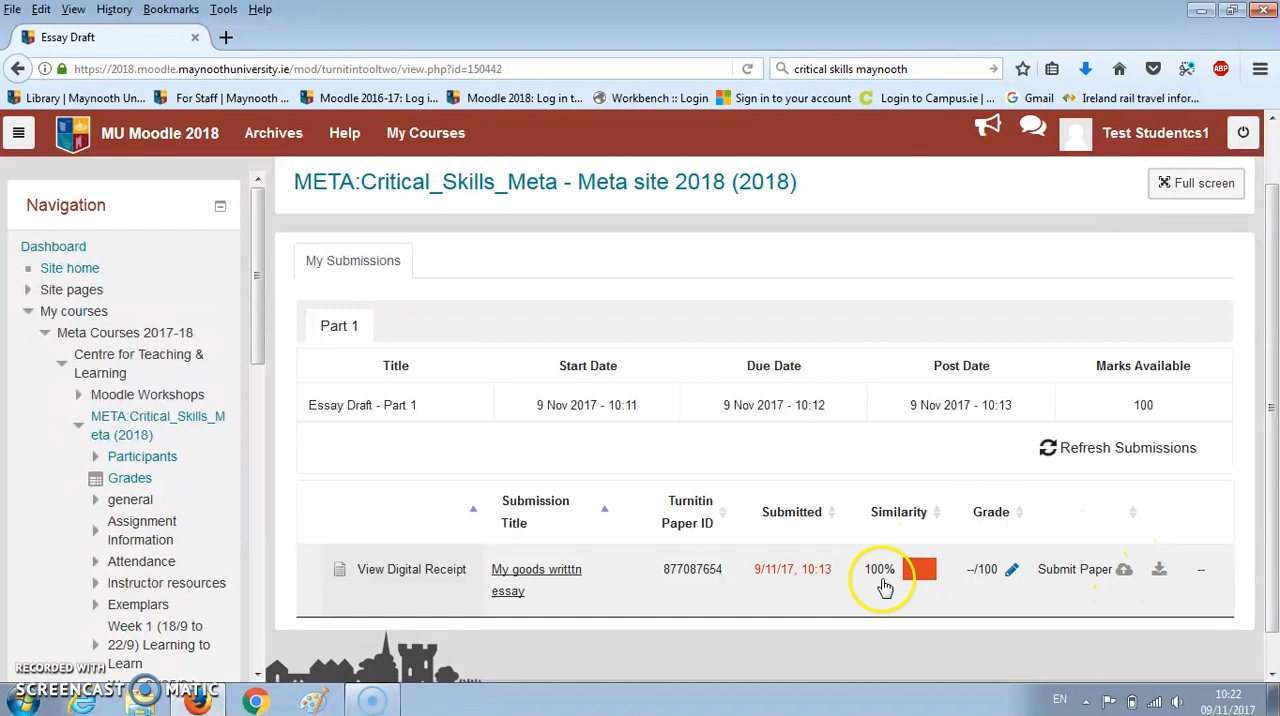 File Edit View History Bookmarks Tools Help
Essay Draft
https://2018.moodle.maynoothuniversity.ie/mod/turnitintooltwo/view.php?id=150442
critical skills maynooth
ABP
Library | Maynooth Un... For Staff | Maynooth ... Moodle 2016-17: Log i... Moodle 2018: Log in t... Workbench :: Login Sign in to your account Login to Campus.ie | ... Gmail Ireland rail travel infor...
MU Moodle 2018 Archives Help My Courses Test Studentcs1
META:Critical_Skills_Meta - Meta site 2018 (2018)
Full screen
Navigation
Dashboard
Site home
Site pages
My courses
Meta Courses 2017-18
Centre for Teaching &
Learning
Moodle Workshops
META:Critical_Skills_M
eta (2018)
Participants
Grades
general
Assignment
Information
Attendance
Instructor resources
Exemplars
Week 1 (18/9 to
22/9) Learning to
Learn
My Submissions
Part 1
Title Start Date Due Date Post Date Marks Available
Essay Draft - Part 1 9 Nov 2017 - 10:11 9 Nov 2017 - 10:12 9 Nov 2017 - 10:13 100
Refresh Submissions
Submission
Title
Turnitin
Paper ID
Submitted Similarity Grade
View Digital Receipt
My goods writttn
essay
877087654 9/11/17, 10:13 100% --/100 Submit Paper --
RECORDED WITH
SCREENCAST MATIC
EN
10:22
09/11/2017